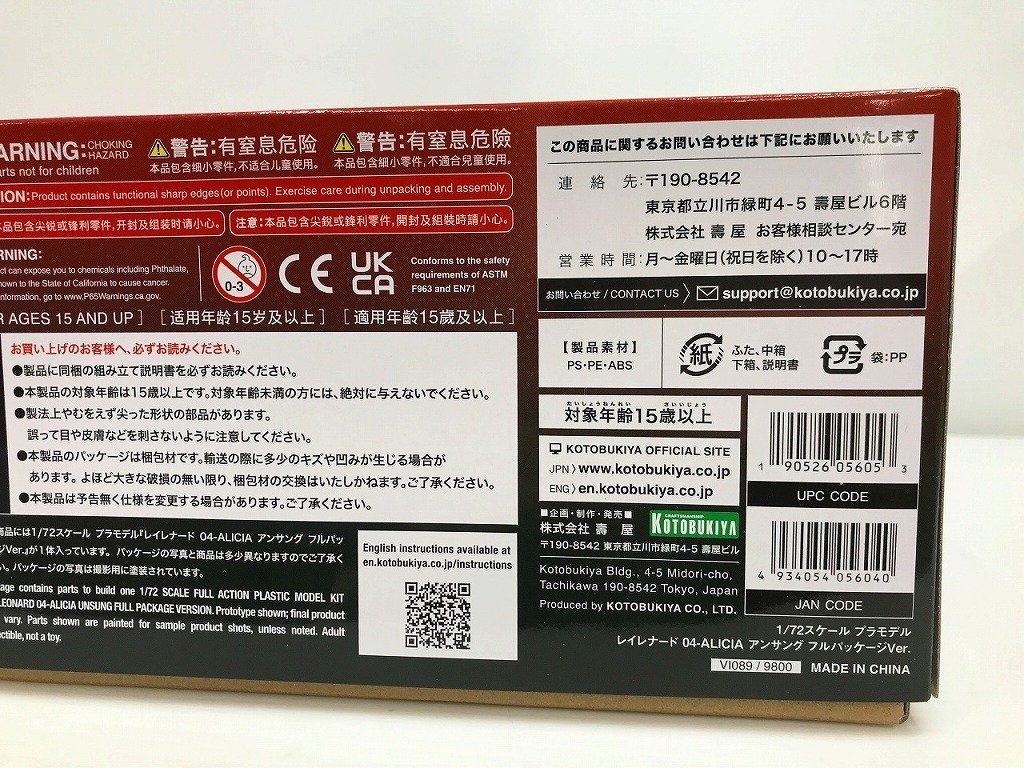 WARNING: CHOKING HAZARD
parts not for children
警告:有窒息危险
本品包含细小零件,不适合儿童使用。
警告:有窒息危險
本品包含細小零件,不適合兒童使用。
ION: Product contains functional sharp edges(or points). Exercise care during unpacking and assembly.
本品包含尖锐或锋利零件,开封及组装时请小心。
注意:本品包含尖銳或鋒利零件,開封及組裝時請小心。
RNING:
ct can expose you to chemicals including Phthalate,
nown to the State of California to cause cancer.
information, go to www.P65Warnings.ca.gov.
0-3
CE
UK
CA
Conforms to the safety
requirements of ASTM
F963 and EN71
R AGES 15 AND UP ]
[ 适用年龄15岁及以上 ]
[ 適用年齡15歲及以上 ]
お買い上げのお客様へ、必ずお読みください。
●製品に同梱の組み立て説明書を必ずお読みください。
●本製品の対象年齢は15歳以上です。対象年齢未満の方には、絶対に与えないでください。
●製法上やむをえず尖った形状の部品があります。
誤って目や皮膚などを刺さないように注意してください。
●本製品のパッケージは梱包材です。輸送の際に多少のキズや凹みが生じる場合が
あります。よほど大きな破損の無い限り、梱包材の交換はいたしかねます。ご了承ください。
●本製品は予告無く仕様を変更する場合があります。ご了承ください。
商品には1/72スケール プラモデル『レイレナード 04-ALICIA アンサング フルパッ
ジVer.』が1体入っています。パッケージの写真と商品は多少異なりますのでご了承く
い。パッケージの写真は撮影用に塗装されています。
age contains parts to build one 1/72 SCALE FULL ACTION PLASTIC MODEL KIT
LEONARD 04-ALICIA UNSUNG FULL PACKAGE VERSION. Prototype shown; final product
vary. Parts shown are painted for sample product shots, unless noted. Adult
ectible, not a toy.
English instructions available at
en.kotobukiya.co.jp/instructions
この商品に関するお問い合わせは下記にお願いいたします
連絡先:〒190-8542
東京都立川市緑町4-5 壽屋ビル6階
株式会社 壽屋 お客様相談センター宛
営業時間:月~金曜日(祝日を除く)10~17時
お問い合わせ / CONTACT US
support@kotobukiya.co.jp
【製品素材】
PS・PE・ABS
紙
ふた、中箱
下箱、説明書
プラ
袋:PP
たいしょうねんれい さいいじょう
対象年齢15歳以上
KOTOBUKIYA OFFICIAL SITE
JPN 〉www.kotobukiya.co.jp
ENG 〉en.kotobukiya.co.jp
■企画・制作・発売■
株式会社 壽屋
CRAFTSMANSHIP
KOTOBUKIYA
〒190-8542 東京都立川市緑町4-5 壽屋ビル
Kotobukiya Bldg., 4-5 Midori-cho,
Tachikawa 190-8542 Tokyo, Japan
Produced by KOTOBUKIYA CO., LTD.
1 90526 05605 3
UPC CODE
4 934054 056040
JAN CODE
1/72スケール プラモデル
レイレナード 04-ALICIA アンサング フルパッケージVer.
VI089 / 9800
MADE IN CHINA